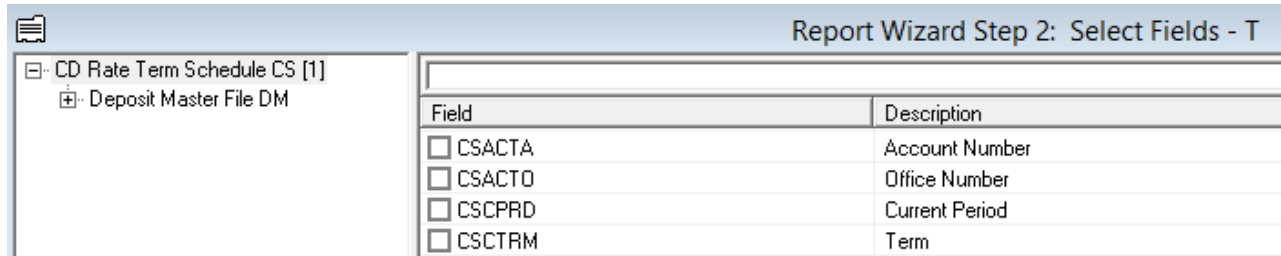 Report Wizard Step 2: Select Fields - T
CD Rate Term Schedule CS [1]
Deposit Master File DM
Field Description
CSACTA Account Number
CSACTO Office Number
CSCPRD Current Period
CSCTRM Term